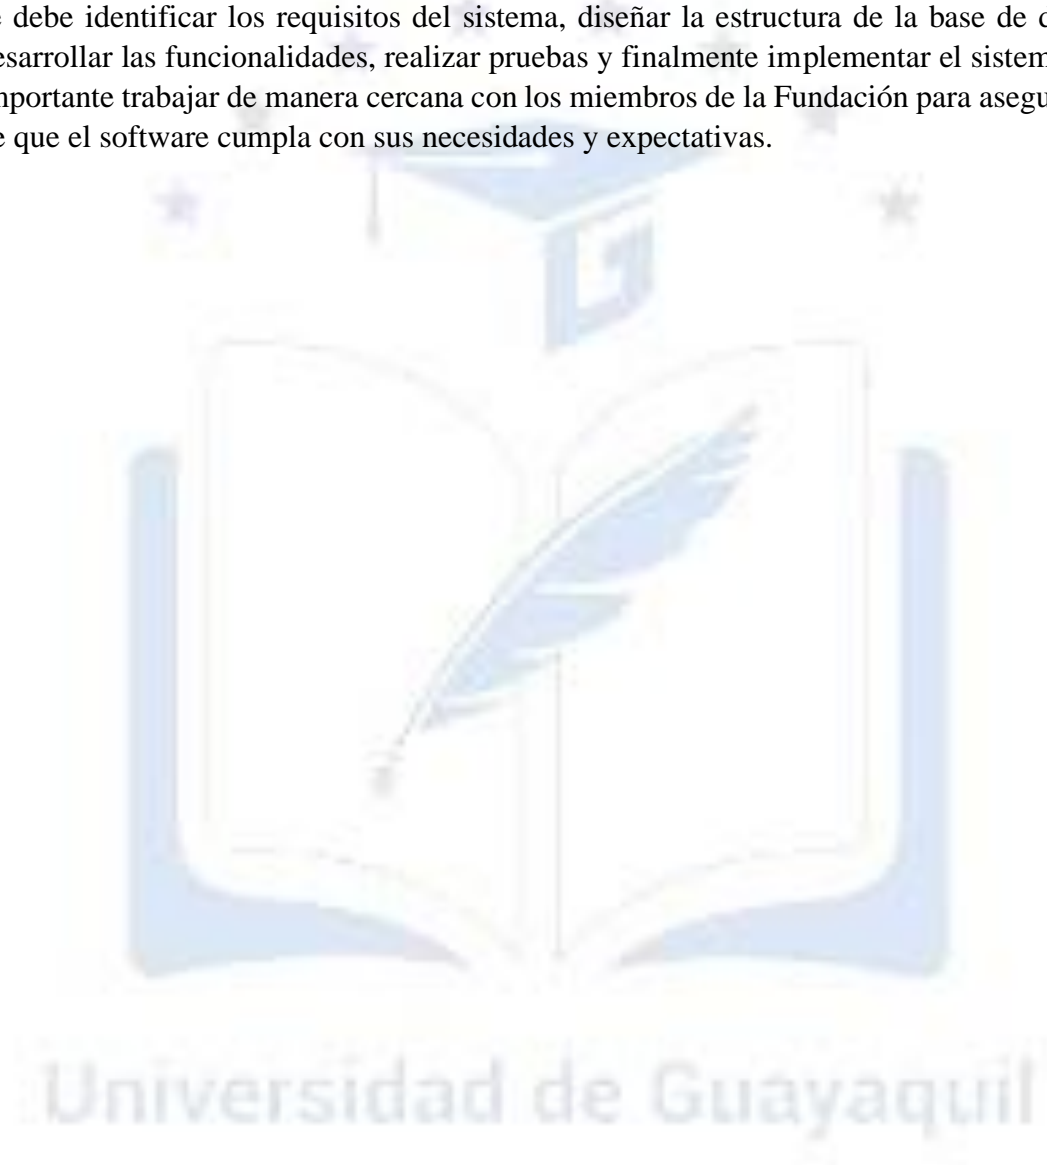 debe identificar los requisitos del sistema, diseñar la estructura de la base de
esarrollar las funcionalidades, realizar pruebas y finalmente implementar el sistem
mportante trabajar de manera cercana con los miembros de la Fundación para asegu
e que el software cumpla con sus necesidades y expectativas.
Universidad de Guayaquil